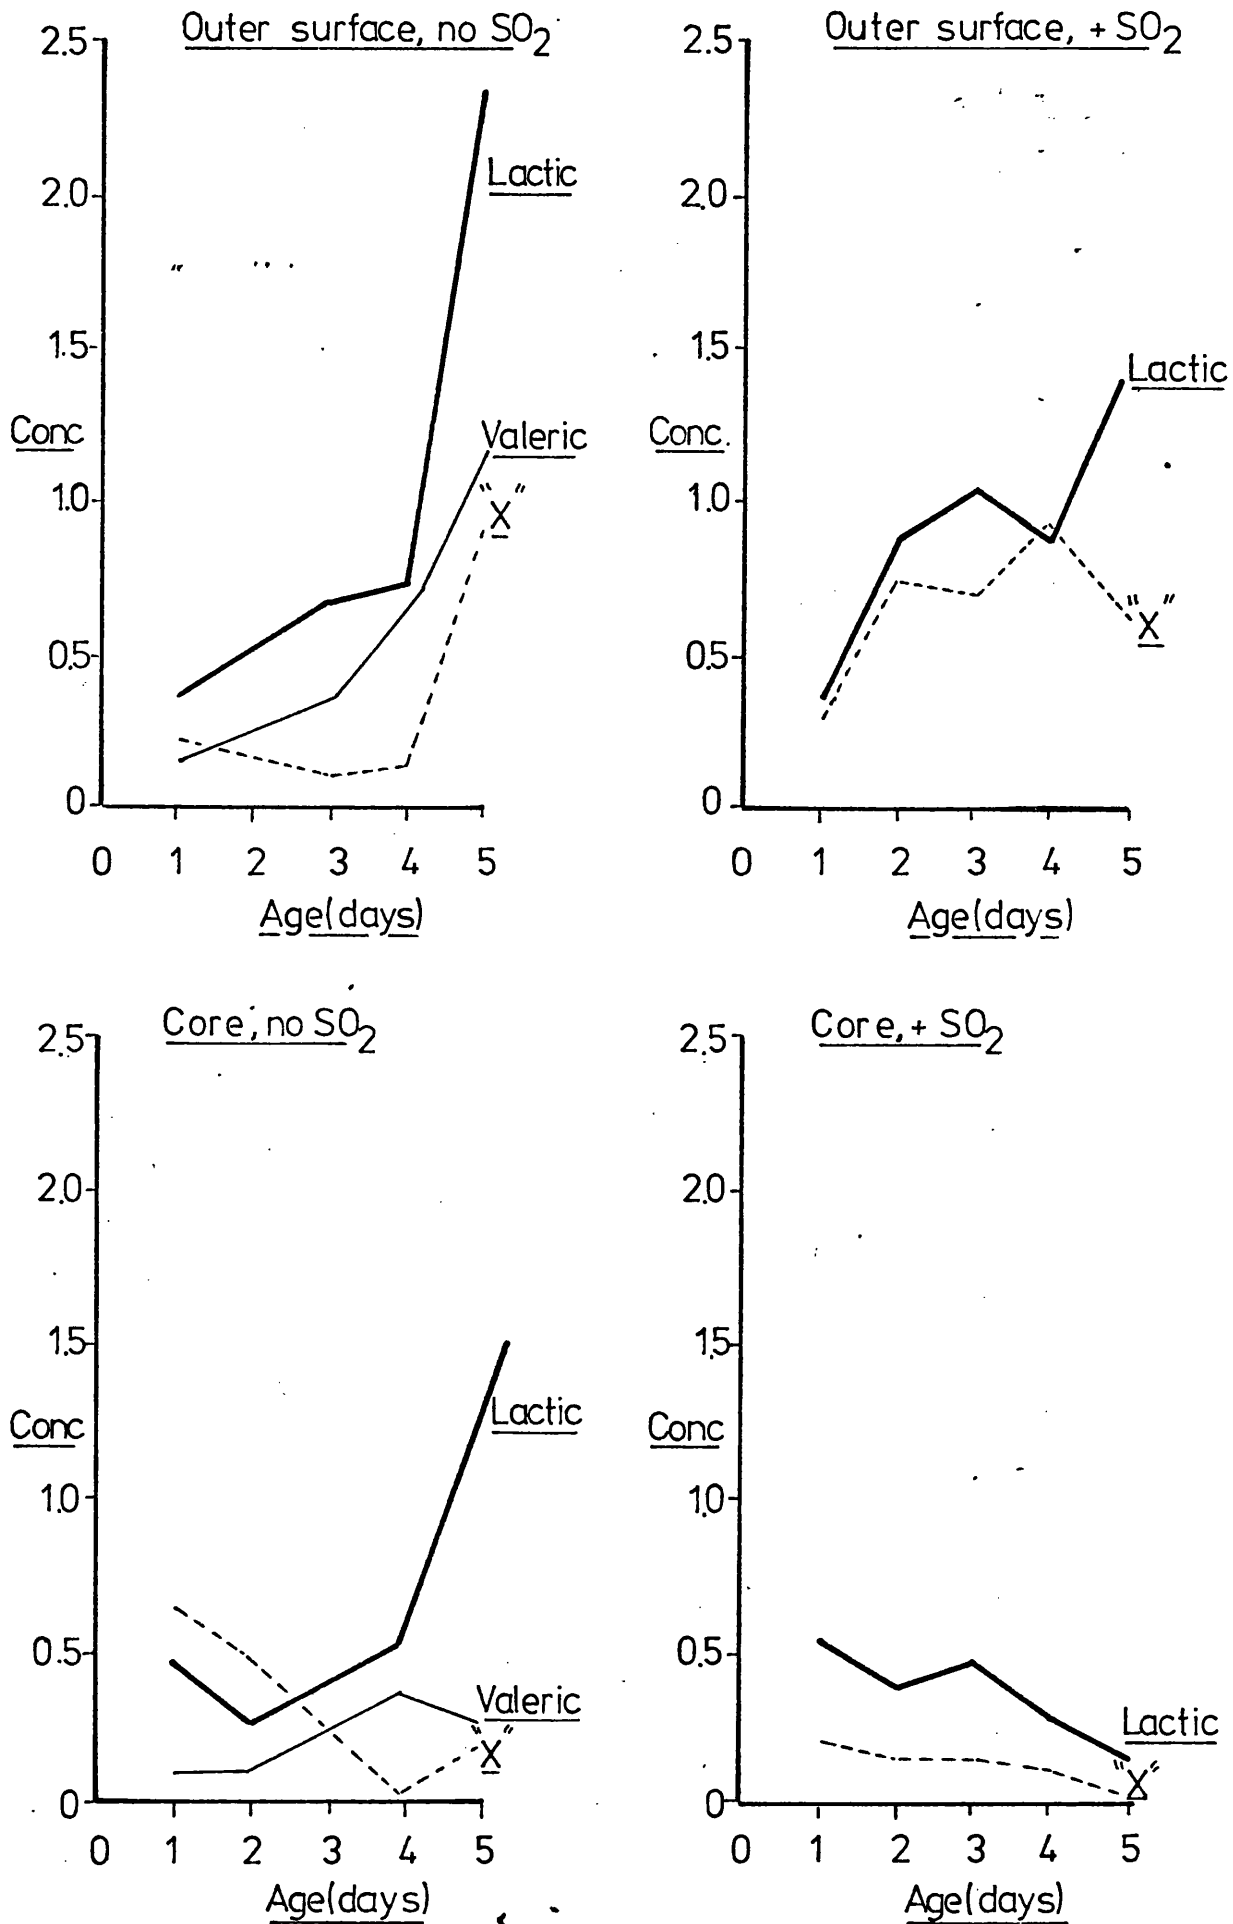 Outer surface, no SO2
2.5
2.0
1.5
Conc
1.0
0.5
0
0 1 2 3 4 5
Age(days)
Lactic
Valeric
"X"
Outer surface, + SO2
2.5
2.0
1.5
Conc.
1.0
0.5
0
0 1 2 3 4 5
Age(days)
Lactic
"X"
Core, no SO2
2.5
2.0
1.5
Conc
1.0
0.5
0
0 1 2 3 4 5
Age(days)
Lactic
Valeric
"X"
Core, + SO2
2.5
2.0
1.5
Conc
1.0
0.5
0
0 1 2 3 4 5
Age(days)
Lactic
"X"